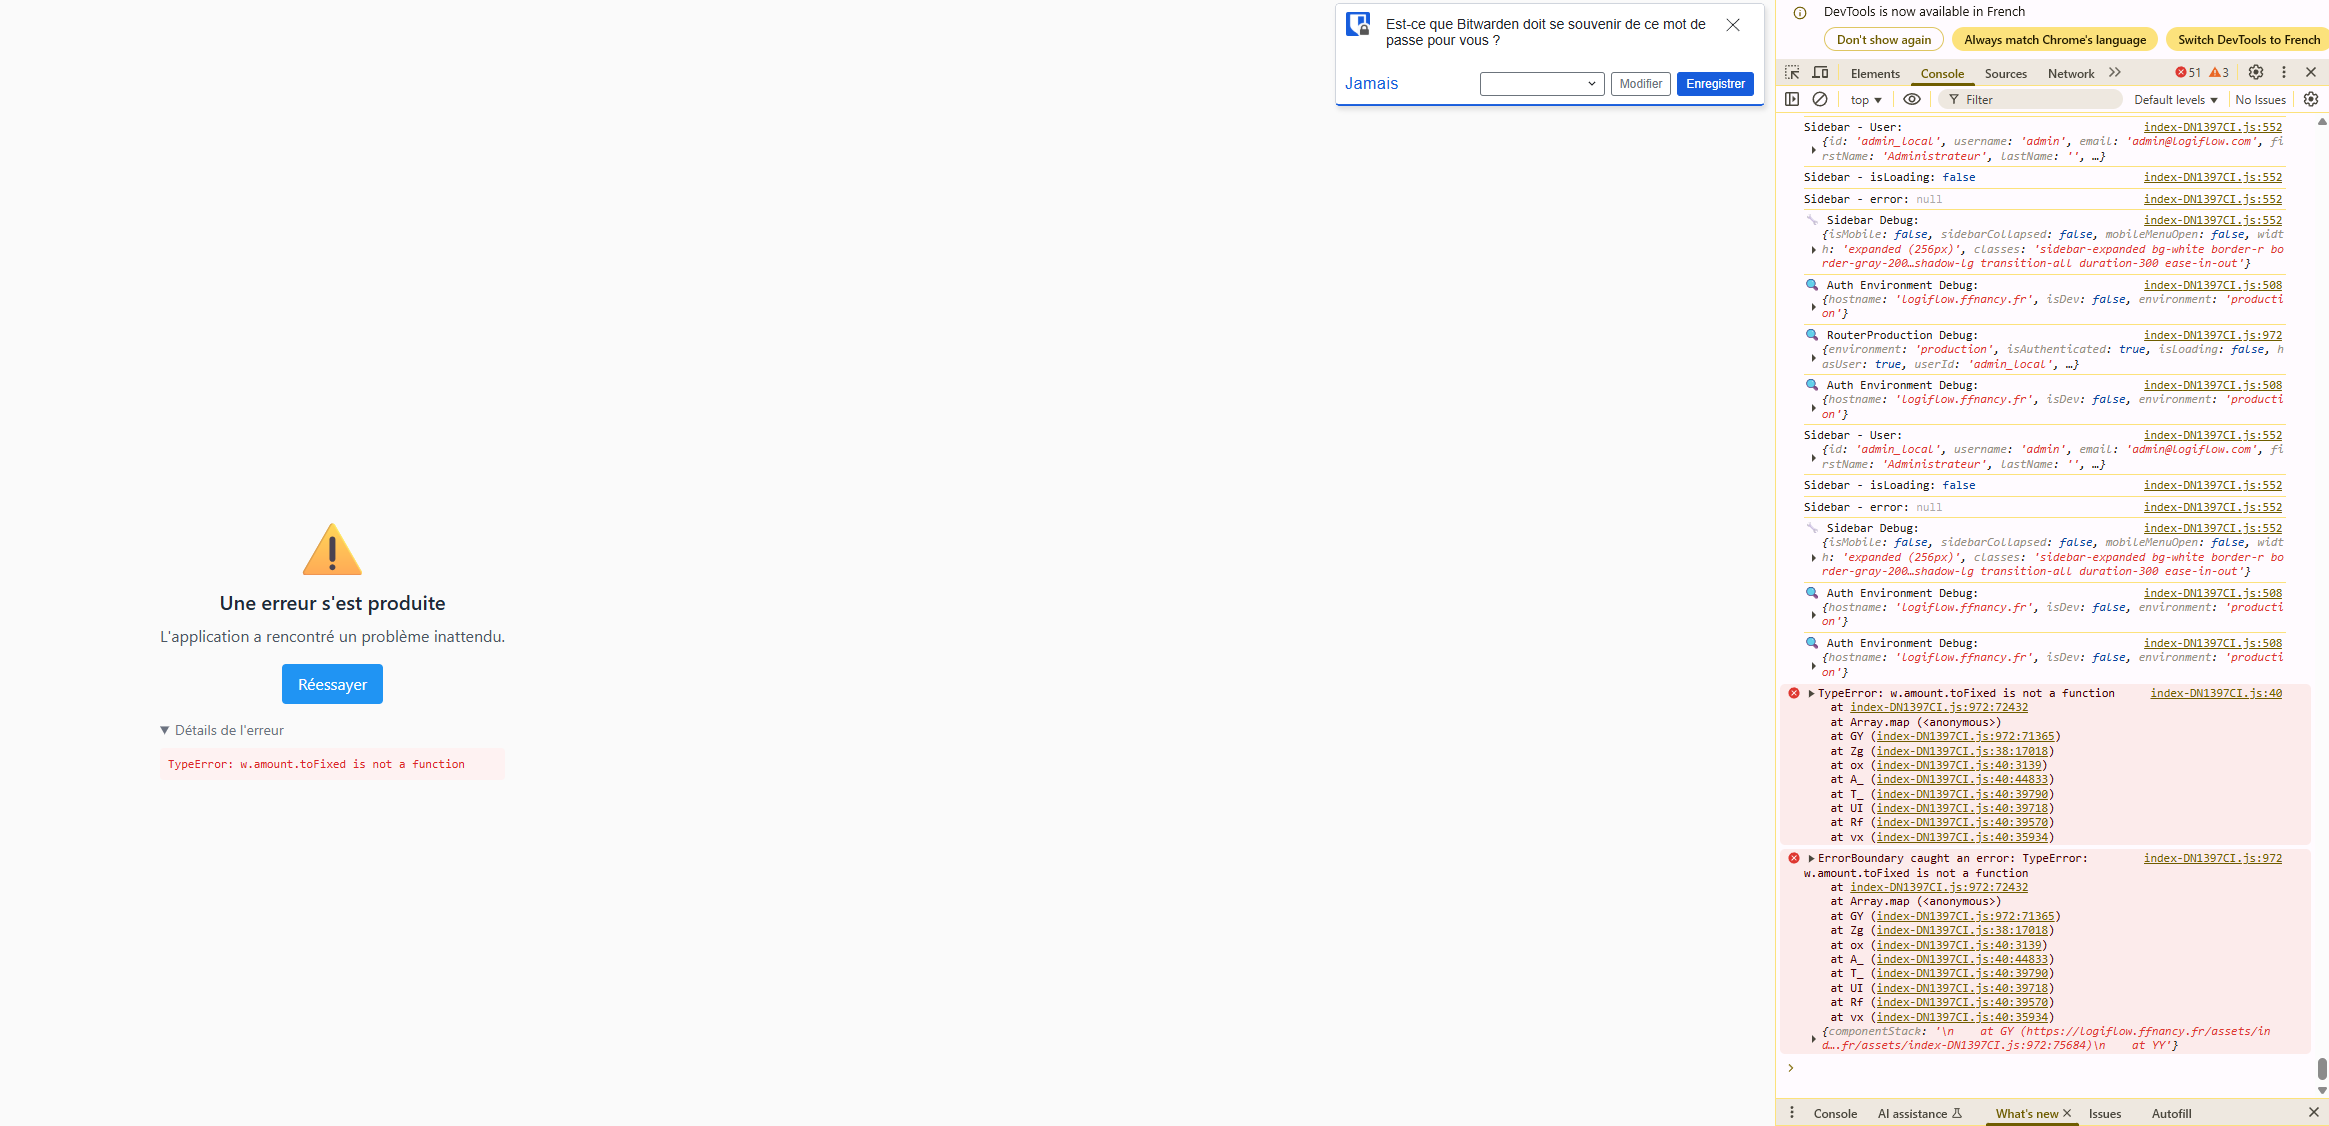 Est-ce que Bitwarden doit se souvenir de ce mot de
passe pour vous ?
Jamais
Modifier
Enregistrer
Une erreur s'est produite
L'application a rencontré un problème inattendu.
Réessayer
▼ Détails de l'erreur
TypeError: w.amount.toFixed is not a function
DevTools is now available in French
Don't show again
Always match Chrome's language
Switch DevTools to French
Elements
Console
Sources
Network
51
3
top
Filter
Default levels
No Issues
Sidebar - User: index-DN1397CI.js:552
{id: 'admin_local', username: 'admin', email: 'admin@logiflow.com', fi
rstName: 'Administrateur', lastName: '', …}
Sidebar - isLoading: false index-DN1397CI.js:552
Sidebar - error: null index-DN1397CI.js:552
Sidebar Debug: index-DN1397CI.js:552
{isMobile: false, sidebarCollapsed: false, mobileMenuOpen: false, widt
h: 'expanded (256px)', classes: 'sidebar-expanded bg-white border-r bo
rder-gray-200…shadow-lg transition-all duration-300 ease-in-out'}
Auth Environment Debug: index-DN1397CI.js:508
{hostname: 'logiflow.ffnancy.fr', isDev: false, environment: 'producti
on'}
RouterProduction Debug: index-DN1397CI.js:972
{environment: 'production', isAuthenticated: true, isLoading: false, h
asUser: true, userId: 'admin_local', …}
Auth Environment Debug: index-DN1397CI.js:508
{hostname: 'logiflow.ffnancy.fr', isDev: false, environment: 'producti
on'}
Sidebar - User: index-DN1397CI.js:552
{id: 'admin_local', username: 'admin', email: 'admin@logiflow.com', fi
rstName: 'Administrateur', lastName: '', …}
Sidebar - isLoading: false index-DN1397CI.js:552
Sidebar - error: null index-DN1397CI.js:552
Sidebar Debug: index-DN1397CI.js:552
{isMobile: false, sidebarCollapsed: false, mobileMenuOpen: false, widt
h: 'expanded (256px)', classes: 'sidebar-expanded bg-white border-r bo
rder-gray-200…shadow-lg transition-all duration-300 ease-in-out'}
Auth Environment Debug: index-DN1397CI.js:508
{hostname: 'logiflow.ffnancy.fr', isDev: false, environment: 'producti
on'}
Auth Environment Debug: index-DN1397CI.js:508
{hostname: 'logiflow.ffnancy.fr', isDev: false, environment: 'producti
on'}
TypeError: w.amount.toFixed is not a function index-DN1397CI.js:40
at index-DN1397CI.js:972:72432
at Array.map (<anonymous>)
at GY (index-DN1397CI.js:972:71365)
at Zg (index-DN1397CI.js:38:17018)
at ox (index-DN1397CI.js:40:3139)
at A_ (index-DN1397CI.js:40:44833)
at T_ (index-DN1397CI.js:40:39790)
at UI (index-DN1397CI.js:40:39718)
at Rf (index-DN1397CI.js:40:39570)
at vx (index-DN1397CI.js:40:35934)
ErrorBoundary caught an error: TypeError: index-DN1397CI.js:972
w.amount.toFixed is not a function
at index-DN1397CI.js:972:72432
at Array.map (<anonymous>)
at GY (index-DN1397CI.js:972:71365)
at Zg (index-DN1397CI.js:38:17018)
at ox (index-DN1397CI.js:40:3139)
at A_ (index-DN1397CI.js:40:44833)
at T_ (index-DN1397CI.js:40:39790)
at UI (index-DN1397CI.js:40:39718)
at Rf (index-DN1397CI.js:40:39570)
at vx (index-DN1397CI.js:40:35934)
{componentStack: '\n    at GY (https://logiflow.ffnancy.fr/assets/in
d….fr/assets/index-DN1397CI.js:972:75684)\n    at YY'}
Console
AI assistance
What's new
Issues
Autofill